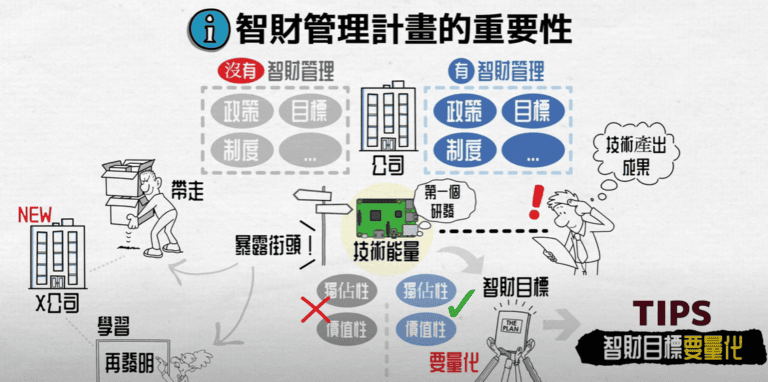 i 智財管理計畫的重要性
沒有 智財管理
有 智財管理
政策 目標
制度 ...
公司
政策 目標
制度 ...
技術產出
成果
帶走
NEW
X公司
暴露街頭!
第一個
研發
技術能量
!
獨佔性
價值性
獨佔性
價值性
要量化
智財目標
THE
PLAN
學習
再發明
TIPS
智財目標要量化